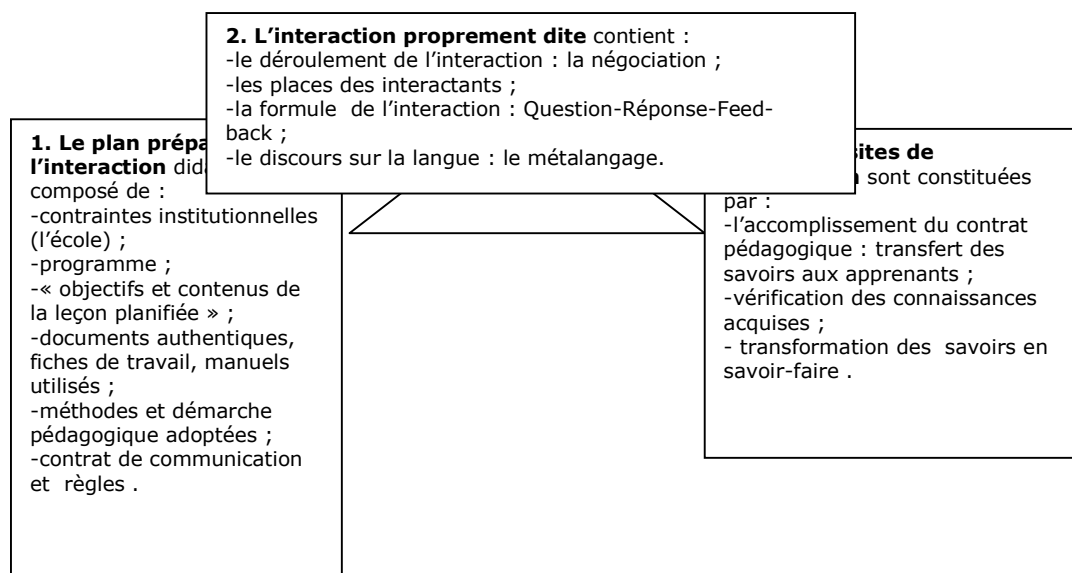 2. L’interaction proprement dite contient :
-le déroulement de l’interaction : la négociation ;
-les places des interactants ;
-la formule de l’interaction : Question-Réponse-Feed-
back ;
-le discours sur la langue : le métalangage.
1. Le plan
l’interaction
composé de :
-contraintes institutionnelles
(l’école) ;
-programme ;
-« objectifs et contenus de
la leçon planifiée » ;
-documents authentiques,
fiches de travail, manuels
utilisés ;
-méthodes et démarche
pédagogique adoptées ;
-contrat de communication
et règles .
de
sont constituées
par :
-l’accomplissement du contrat
pédagogique : transfert des
savoirs aux apprenants ;
-vérification des connaissances
acquises ;
- transformation des savoirs en
savoir-faire .